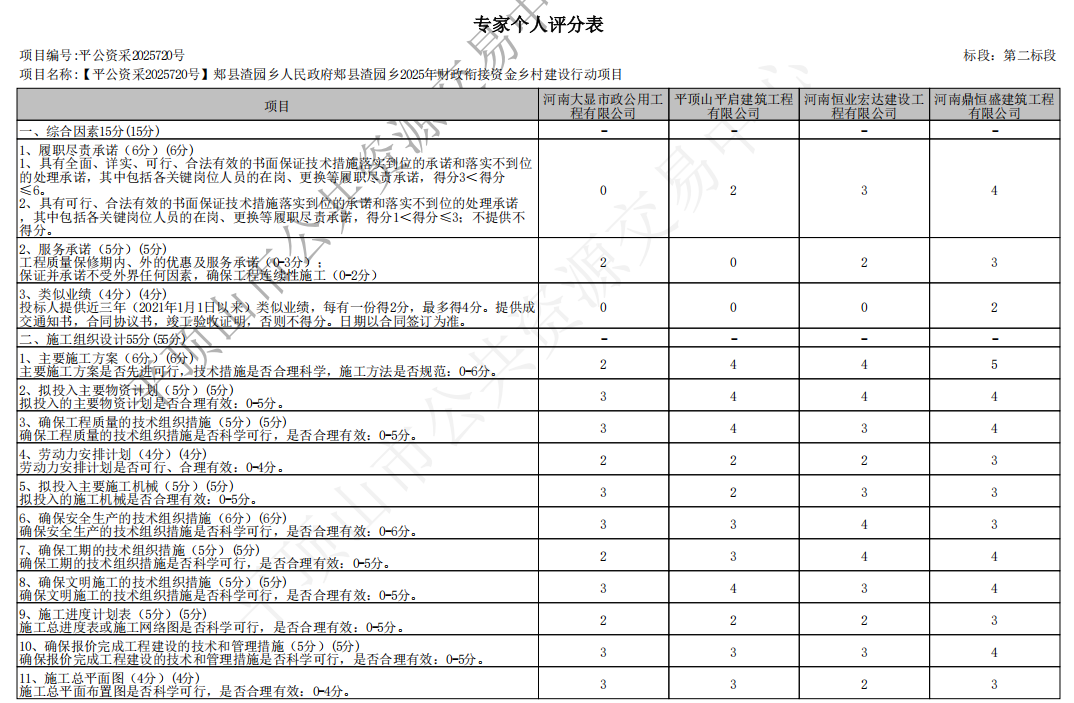 专家个人评分表
项目编号:平公资采2025720号 标段：第二标段
项目名称:【平公资采2025720号】郏县渣园乡人民政府郏县渣园乡2025年财政衔接资金乡村建设行动项目
项目 河南大显市政公用工程有限公司 平顶山平启建筑工程有限公司 河南恒业宏达建设工程有限公司 河南鼎恒盛建筑工程有限公司
一、综合因素15分(15分) - - - -
1、履职尽责承诺（6分）(6分)
1、具有全面、详实、可行、合法有效的书面保证技术措施落实到位的承诺和落实不到位
的处理承诺，其中包括各关键岗位人员的在岗、更换等履职尽责承诺，得分3＜得分
≤6。
2、具有可行、合法有效的书面保证技术措施落实到位的承诺和落实不到位的处理承诺
，其中包括各关键岗位人员的在岗、更换等履职尽责承诺，得分1＜得分≤3；不提供不
得分。
0 2 3 4
2、服务承诺（5分）(5分)
工程质量保修期内、外的优惠及服务承诺（0-3分）；
保证并承诺不受外界任何因素，确保工程连续性施工（0-2分）
2 0 2 3
3、类似业绩（4分）(4分)
投标人提供近三年（2021年1月1日以来）类似业绩，每有一份得2分，最多得4分。提供成
交通知书，合同协议书，竣工验收证明，否则不得分。日期以合同签订为准。
0 0 0 2
二、施工组织设计55分(55分) - - - -
1、主要施工方案（6分）(6分)
主要施工方案是否先进可行，技术措施是否合理科学，施工方法是否规范：0-6分。
2 4 4 5
2、拟投入主要物资计划（5分）(5分)
拟投入的主要物资计划是否合理有效：0-5分。
3 4 4 4
3、确保工程质量的技术组织措施（5分）(5分)
确保工程质量的技术组织措施是否科学可行，是否合理有效：0-5分。
3 4 3 4
4、劳动力安排计划（4分）(4分)
劳动力安排计划是否可行、合理有效：0-4分。
2 2 2 3
5、拟投入主要施工机械（5分）(5分)
拟投入的施工机械是否合理有效：0-5分。
3 2 3 3
6、确保安全生产的技术组织措施（6分）(6分)
确保安全生产的技术组织措施是否科学可行，是否合理有效：0-6分。
3 3 4 3
7、确保工期的技术组织措施（5分）(5分)
确保工期的技术组织措施是否科学可行，是否合理有效：0-5分。
2 3 4 4
8、确保文明施工的技术组织措施（5分）(5分)
确保文明施工的技术组织措施是否科学可行，是否合理有效：0-5分。
3 4 3 4
9、施工进度计划表（5分）(5分)
施工总进度表或施工网络图是否科学可行，是否合理有效：0-5分。
2 2 2 3
10、确保报价完成工程建设的技术和管理措施（5分）(5分)
确保报价完成工程建设的技术和管理措施是否科学可行，是否合理有效：0-5分。
3 3 3 4
11、施工总平面图（4分）(4分)
施工总平面布置图是否科学可行，是否合理有效：0-4分。
3 3 2 3
平顶山市公共资源交易中
平顶山市公共资源交易中心